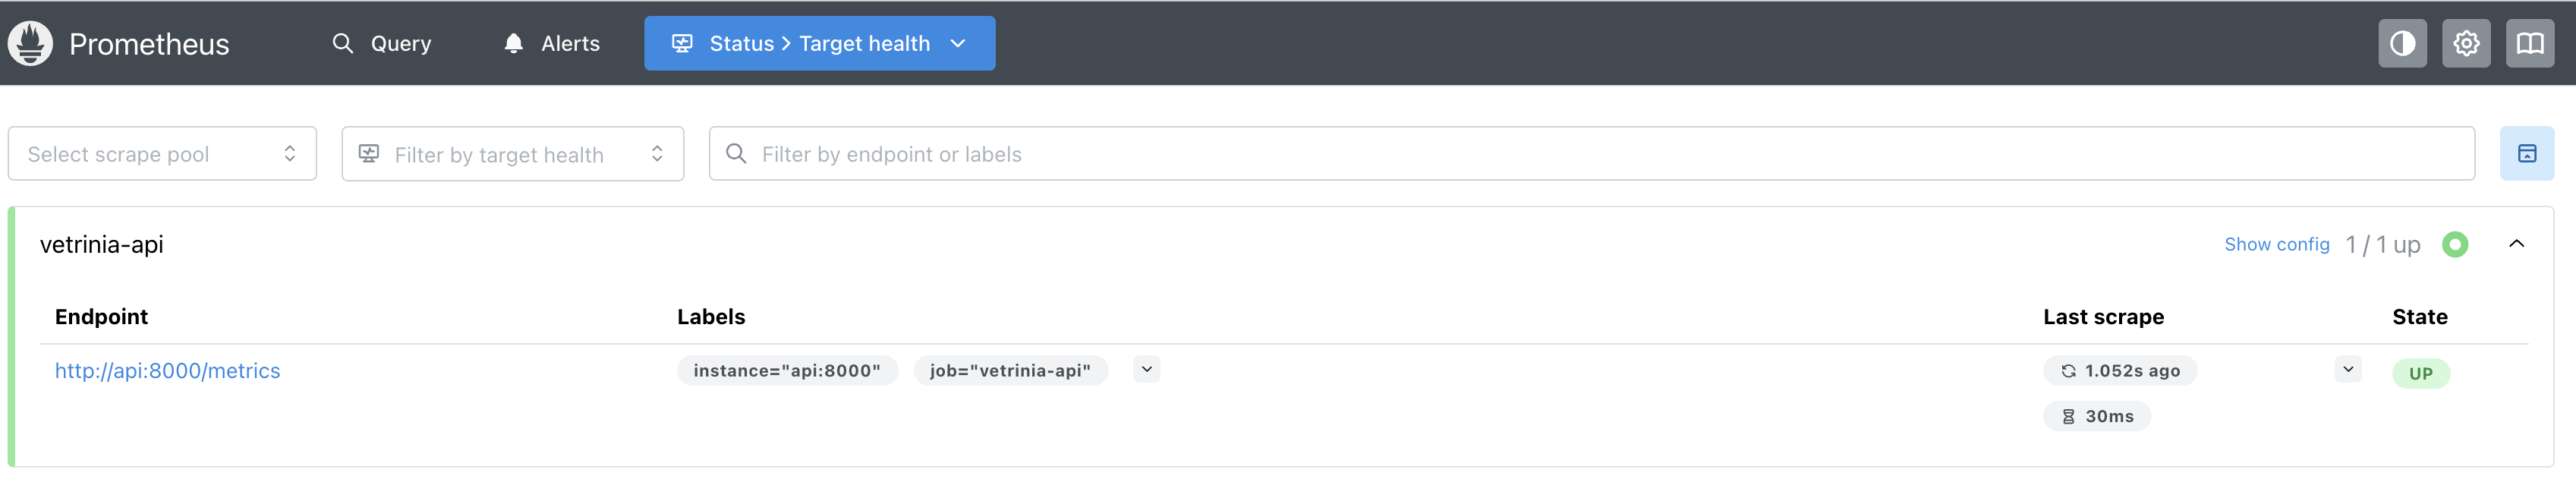 Prometheus Query Alerts Status > Target health
Select scrape pool Filter by target health Filter by endpoint or labels
vetrinia-api Show config 1 / 1 up
Endpoint Labels Last scrape State
http://api:8000/metrics instance="api:8000" job="vetrinia-api" 1.052s ago UP
30ms